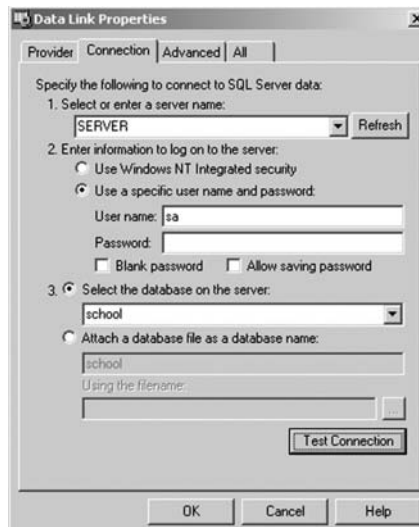 Data Link Properties
Provider Connection Advanced All
Specify the following to connect to SQL Server data:
1. Select or enter a server name:
SERVER Refresh
2. Enter information to log on to the server:
Use Windows NT Integrated security
Use a specific user name and password:
User name: sa
Password:
Blank password Allow saving password
3. Select the database on the server:
school
Attach a database file as a database name:
school
Using the filename:
...
Test Connection
OK Cancel Help